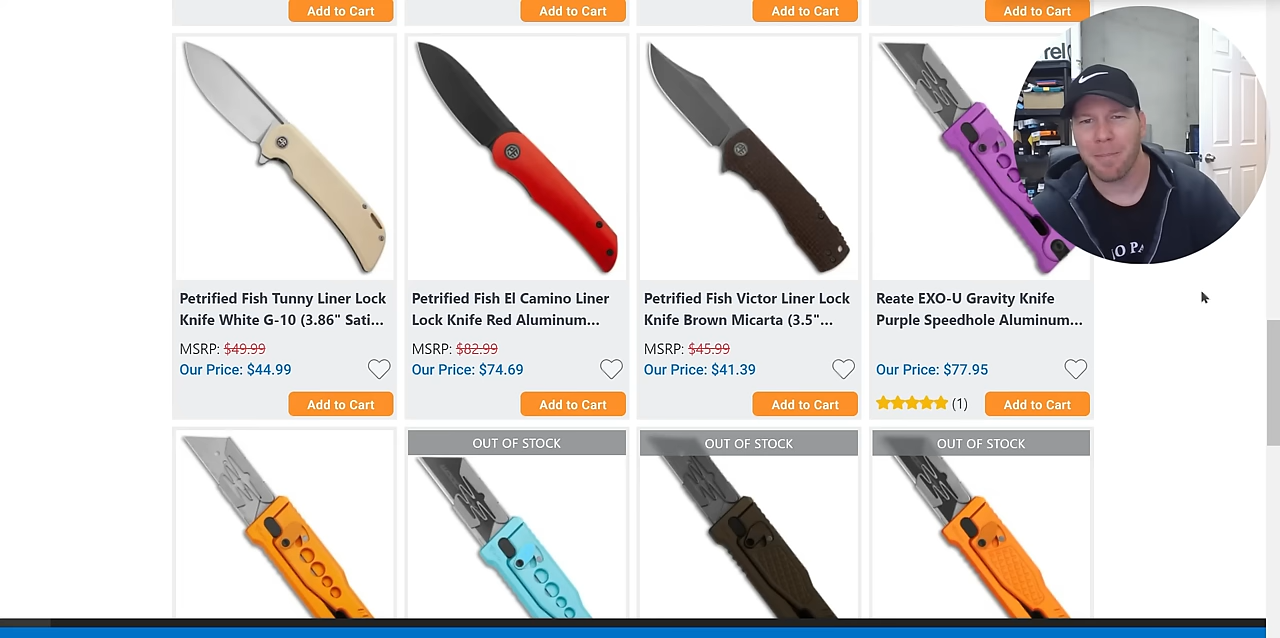 Add to Cart
Add to Cart
Add to Cart
Add to Cart
rel
Petrified Fish Tunny Liner Lock
Knife White G-10 (3.86" Sati...
MSRP: $49.99
Our Price: $44.99
Add to Cart
Petrified Fish El Camino Liner
Lock Knife Red Aluminum...
MSRP: $82.99
Our Price: $74.69
Add to Cart
Petrified Fish Victor Liner Lock
Knife Brown Micarta (3.5"...
MSRP: $45.99
Our Price: $41.39
Add to Cart
Reate EXO-U Gravity Knife
Purple Speedhole Aluminum...
Our Price: $77.95
(1)
Add to Cart
OUT OF STOCK
OUT OF STOCK
OUT OF STOCK